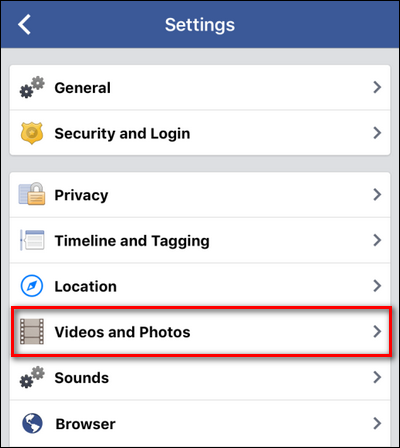 Settings
General
Security and Login
Privacy
Timeline and Tagging
Location
Videos and Photos
Sounds
Browser